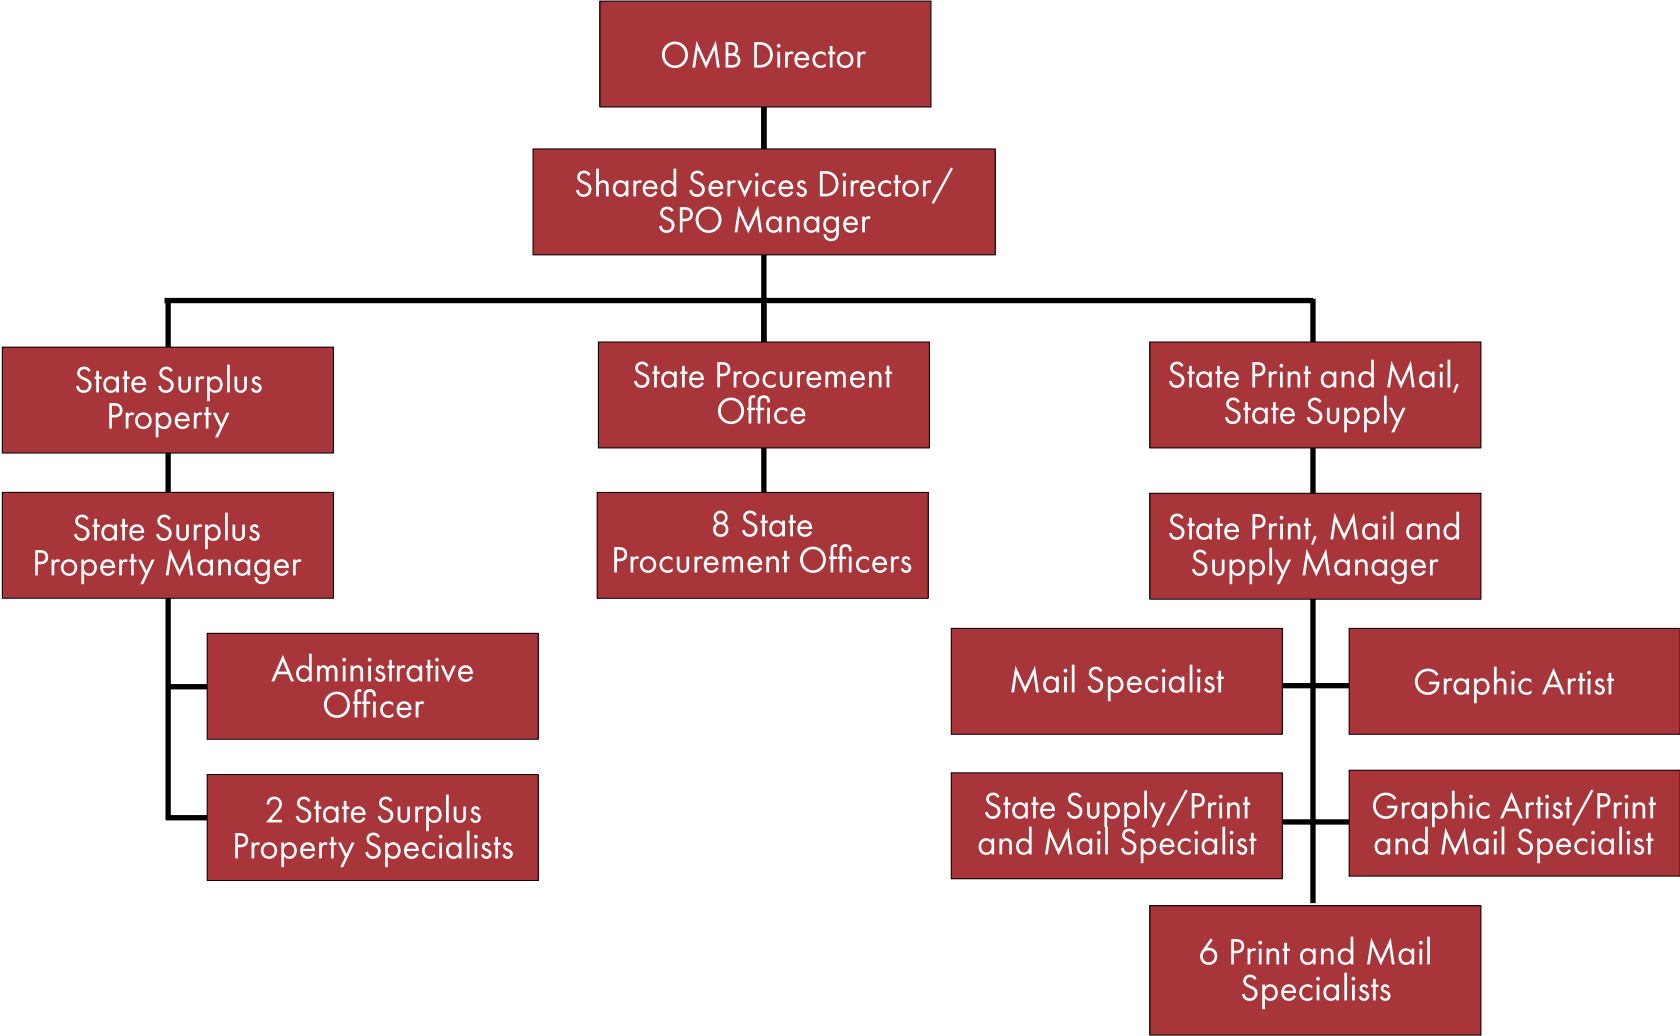 OMB Director
Shared Services Director/
SPO Manager
State Surplus
Property
State Procurement
Office
State Print and Mail,
State Supply
State Surplus
Property Manager
8 State
Procurement Officers
State Print, Mail and
Supply Manager
Administrative
Officer
Mail Specialist
Graphic Artist
2 State Surplus
Property Specialists
State Supply/Print
and Mail Specialist
Graphic Artist/Print
and Mail Specialist
6 Print and Mail
Specialists